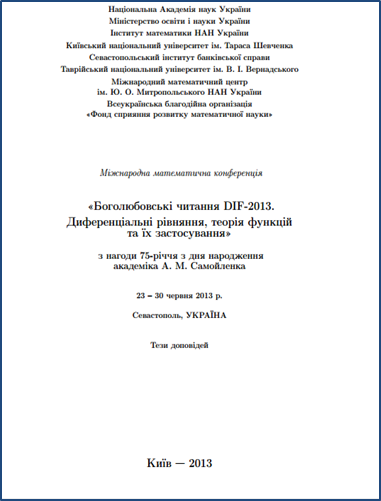 Національна Академія наук України
Міністерство освіти і науки України
Інститут математики НАН України
Київський національний університет ім. Тараса Шевченка
Севастопольський інститут банківської справи
Таврійський національний університет ім. В. І. Вернадського
Міжнародний математичний центр
ім. Ю. О. Митропольського НАН України
Всеукраїнська благодійна організація
«Фонд сприяння розвитку математичної науки»
Міжнародна математична конференція
«Боголюбовські читання DIF-2013.
Диференціальні рівняння, теорія функцій
та їх застосування»
з нагоди 75-річчя з дня народження
академіка А. М. Самойленка
23 – 30 червня 2013 р.
Севастополь, УКРАЇНА
Тези доповідей
Київ — 2013